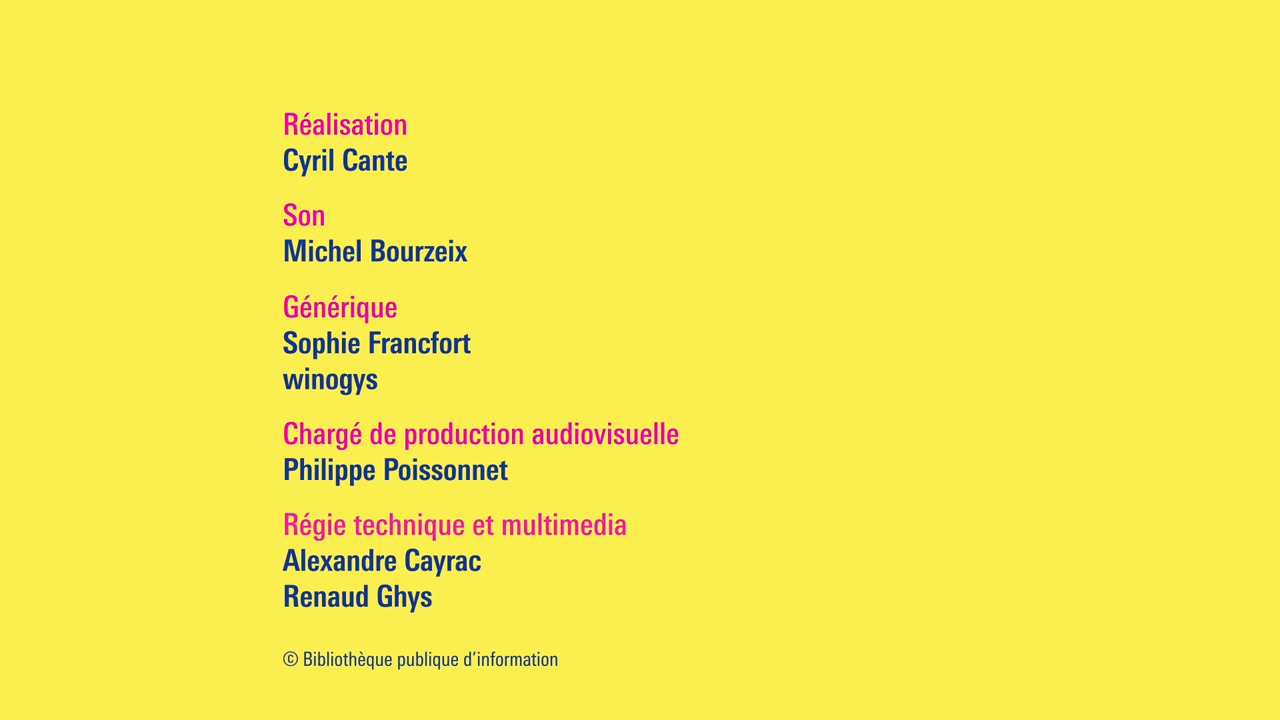 Réalisation
Cyril Cante
Son
Michel Bourzeix
Générique
Sophie Francfort
winogys
Chargé de production audiovisuelle
Philippe Poissonnet
Régie technique et multimedia
Alexandre Cayrac
Renaud Ghys
© Bibliothèque publique d’information